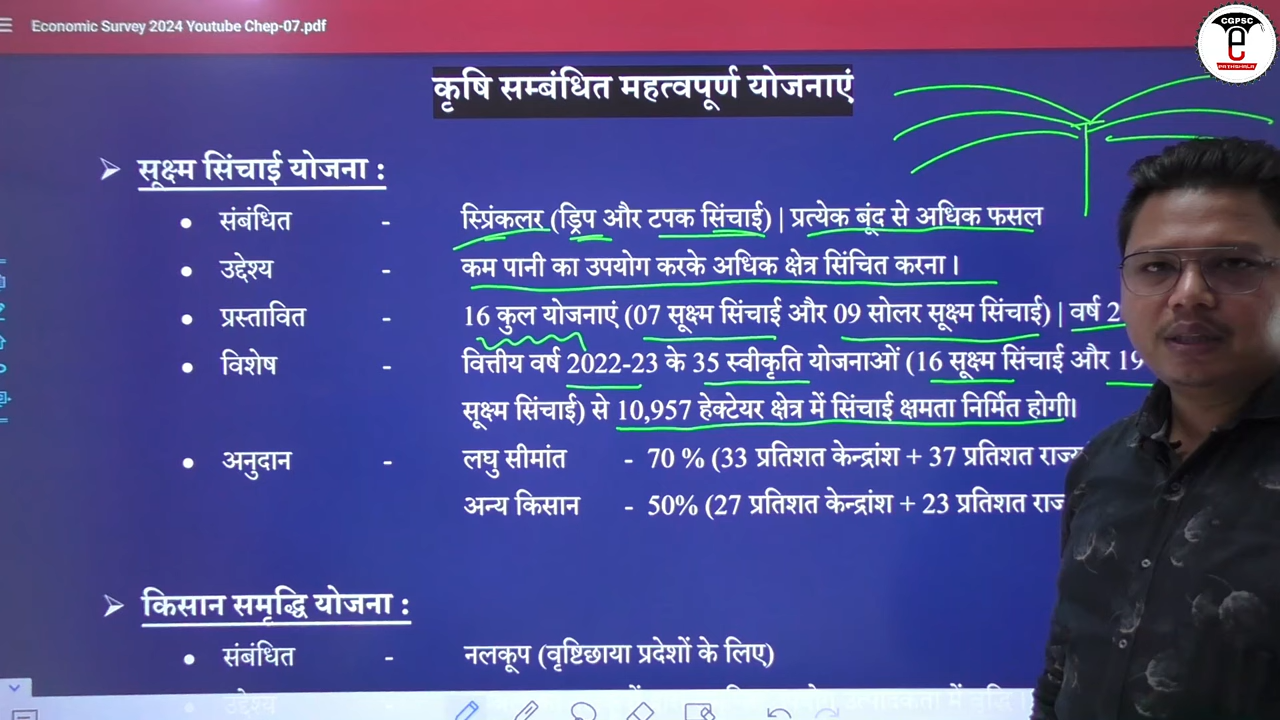 Economic Survey 2024 Youtube Chep-07.pdf
CGPSC
e
PATHSHALA
कृषि सम्बंधित महत्वपूर्ण योजनाएं
➢ सूक्ष्म सिंचाई योजना :
• संबंधित - स्प्रिंकलर (ड्रिप और टपक सिंचाई) | प्रत्येक बूंद से अधिक फसल
• उद्देश्य - कम पानी का उपयोग करके अधिक क्षेत्र सिंचित करना।
• प्रस्तावित - 16 कुल योजनाएं (07 सूक्ष्म सिंचाई और 09 सोलर सूक्ष्म सिंचाई) | वर्ष 2
• विशेष - वित्तीय वर्ष 2022-23 के 35 स्वीकृति योजनाओं (16 सूक्ष्म सिंचाई और 19
सूक्ष्म सिंचाई) से 10,957 हेक्टेयर क्षेत्र में सिंचाई क्षमता निर्मित होगी।
• अनुदान - लघु सीमांत - 70 % (33 प्रतिशत केन्द्रांश + 37 प्रतिशत
अन्य किसान - 50% (27 प्रतिशत केन्द्रांश + 23 प्रतिशत
➢ किसान समृद्धि योजना :
• संबंधित - नलकूप (वृष्टिछाया प्रदेशों के लिए)
• उद्देश्य -